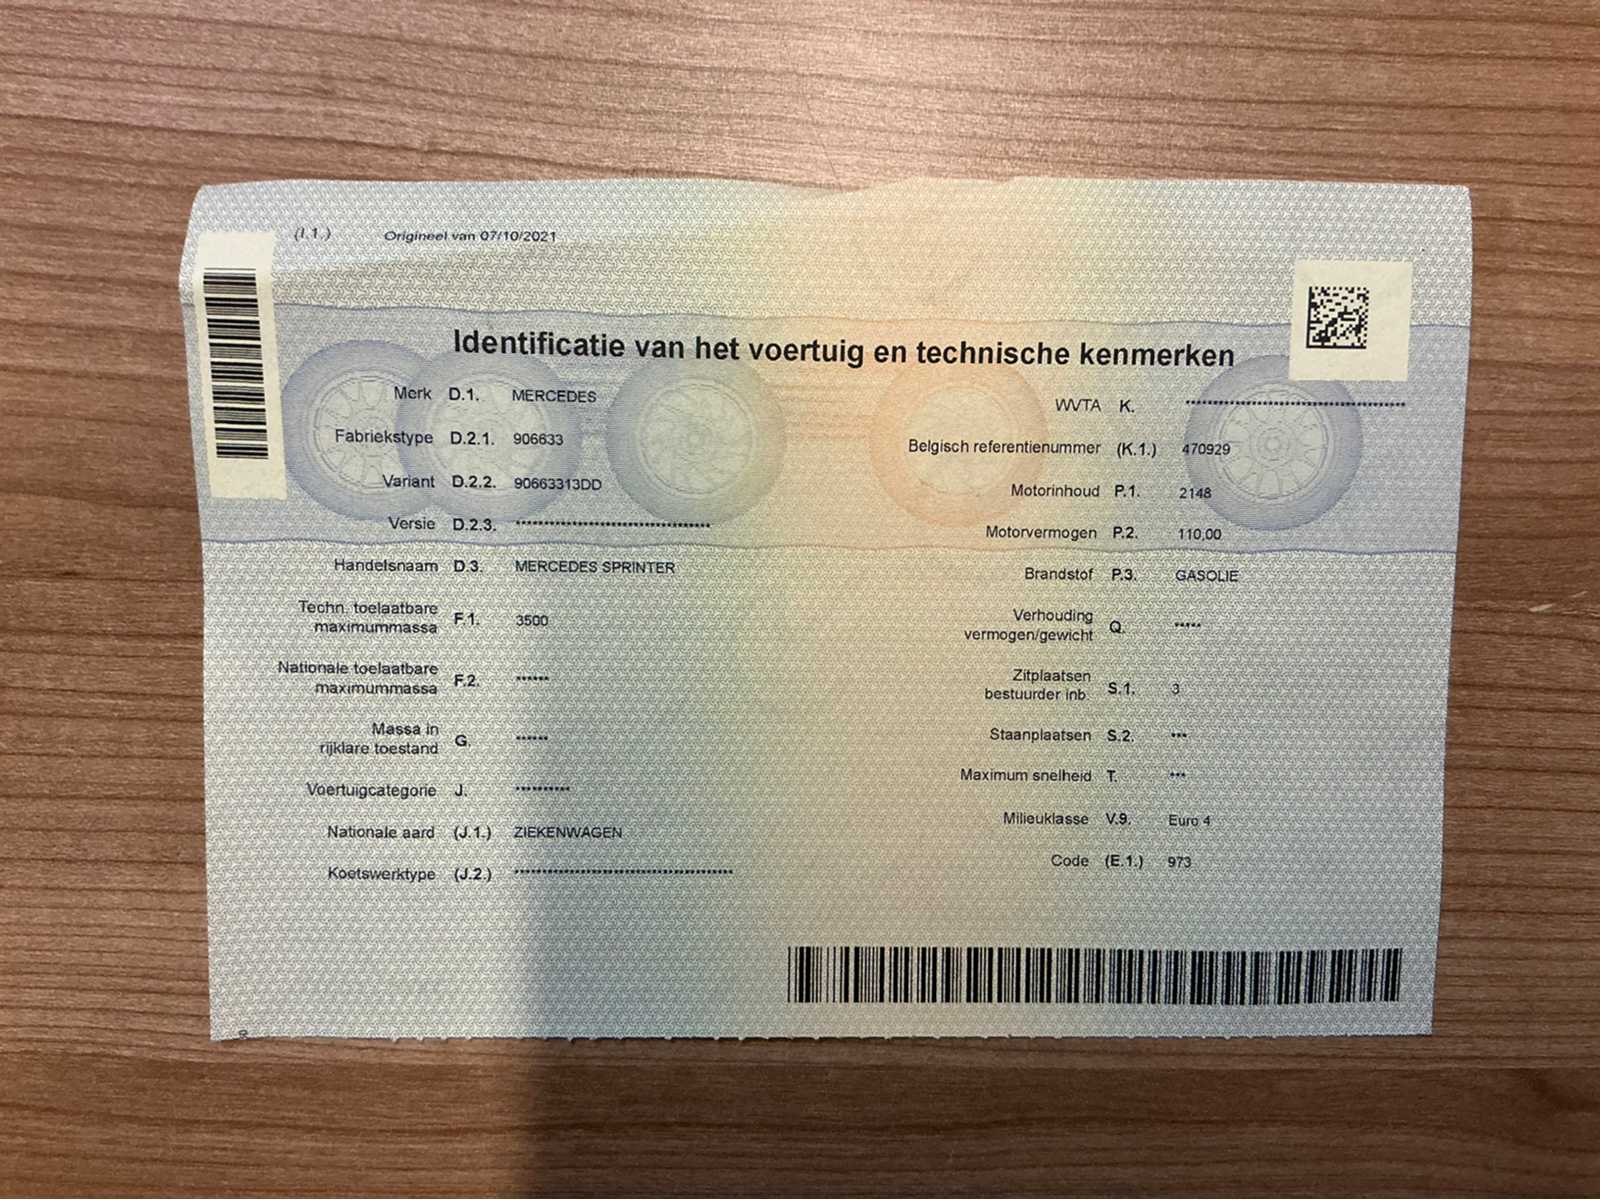 (I.1.) Origineel van 07/10/2021
Identificatie van het voertuig en technische kenmerken
Merk D.1. MERCEDES
Fabriekstype D.2.1. 906633
Variant D.2.2. 90663313DD
Versie D.2.3.
Handelsnaam D.3. MERCEDES SPRINTER
Techn. toelaatbare
maximummassa F.1. 3500
Nationale toelaatbare
maximummassa F.2. ******
Massa in
rijklare toestand G. ******
Voertuigcategorie J. **********
Nationale aard (J.1.) ZIEKENWAGEN
Koetswerktype (J.2.)
WVTA K.
Belgisch referentienummer (K.1.) 470929
Motorinhoud P.1. 2148
Motorvermogen P.2. 110,00
Brandstof P.3. GASOLIE
Verhouding
vermogen/gewicht Q. *****
Zitplaatsen
bestuurder inb. S.1. 3
Staanplaatsen S.2. ***
Maximum snelheid T. ***
Milieuklasse V.9. Euro 4
Code (E.1.) 973